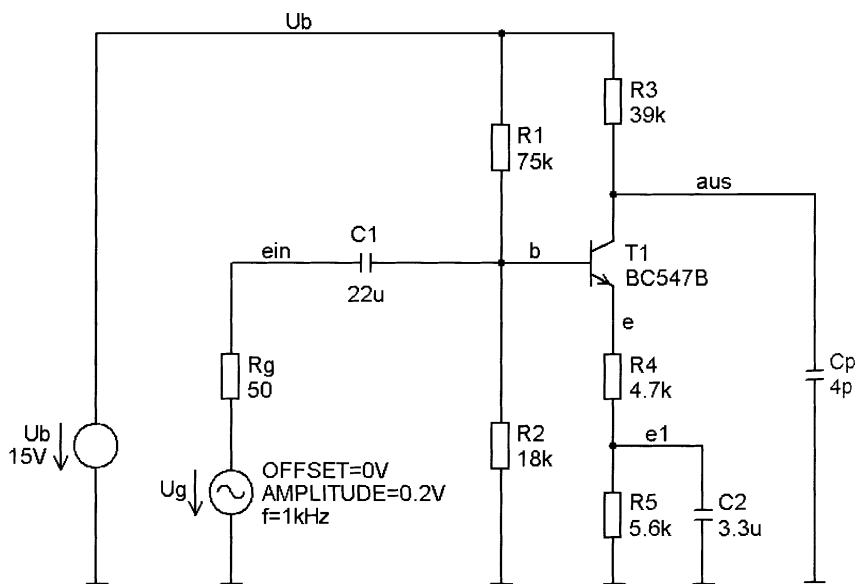 Ub
R3
39k
R1
75k
aus
C1
ein
22u
b
T1
BC547B
e
Rg
50
R4
4.7k
Cp
4p
Ub
15V
Ug
OFFSET=0V
AMPLITUDE=0.2V
f=1kHz
R2
18k
e1
R5
5.6k
C2
3.3u